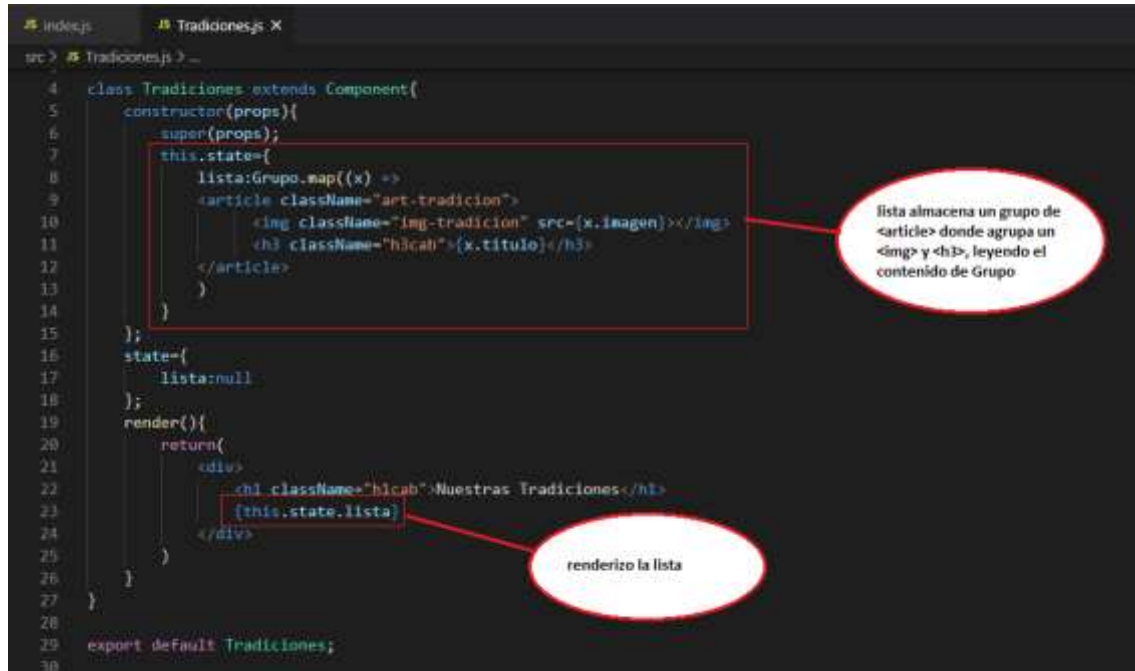 JS index.js JS Tradiciones.js ×
src > JS Tradiciones.js > ...
4 class Tradiciones extends Component{
5 constructor(props){
6 super(props);
7 this.state={
8 lista:Grupo.map((x) =>
9 <article className="art-tradicion">
10 <img className="img-tradicion" src={x.imagen}></img>
11 <h3 className="h3cab">{x.titulo}</h3>
12 </article>
13 )
14 }
15 };
16 state={
17 lista:null
18 };
19 render(){
20 return(
21 <div>
22 <h1 className="h1cab">Nuestras Tradiciones</h1>
23 {this.state.lista}
24 </div>
25 )
26 }
27 }
28
29 export default Tradiciones;
30
lista almacena un grupo de
<article> donde agrupa un
<img> y <h3>, leyendo el
contenido de Grupo
renderizo la lista